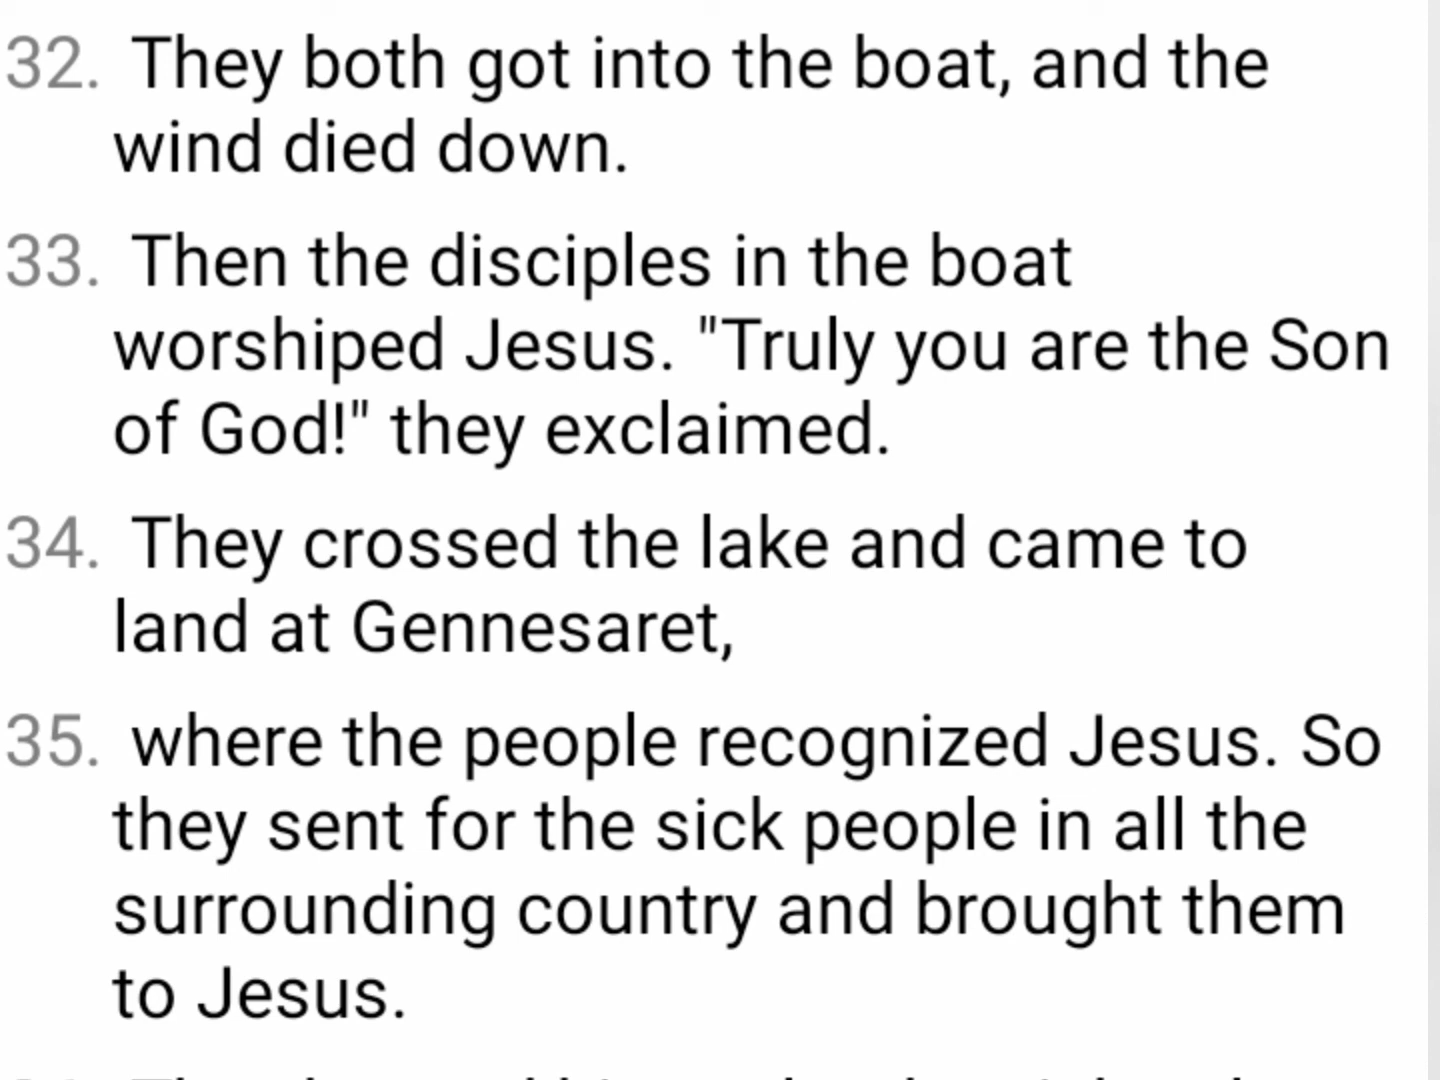 32. They both got into the boat, and the
wind died down.
33. Then the disciples in the boat
worshiped Jesus. "Truly you are the Son
of God!" they exclaimed.
34. They crossed the lake and came to
land at Gennesaret,
35. where the people recognized Jesus. So
they sent for the sick people in all the
surrounding country and brought them
to Jesus.